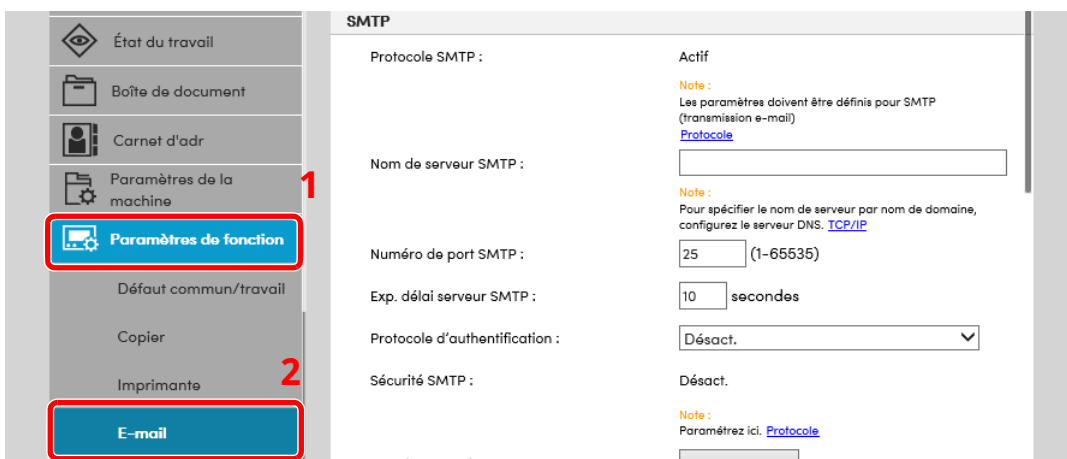 État du travail
Boîte de document
Carnet d'adr
Paramètres de la
machine
1
Paramètres de fonction
Défaut commun/travail
Copier
Imprimante
2
E-mail
SMTP
Protocole SMTP :
Actif
Note :
Les paramètres doivent être définis pour SMTP
(transmission e-mail)
Protocole
Nom de serveur SMTP :
Note :
Pour spécifier le nom de serveur par nom de domaine,
configurez le serveur DNS. TCP/IP
Numéro de port SMTP :
25 (1-65535)
Exp. délai serveur SMTP :
10 secondes
Protocole d'authentification :
Désact.
Sécurité SMTP :
Désact.
Note :
Paramétrez ici. Protocole